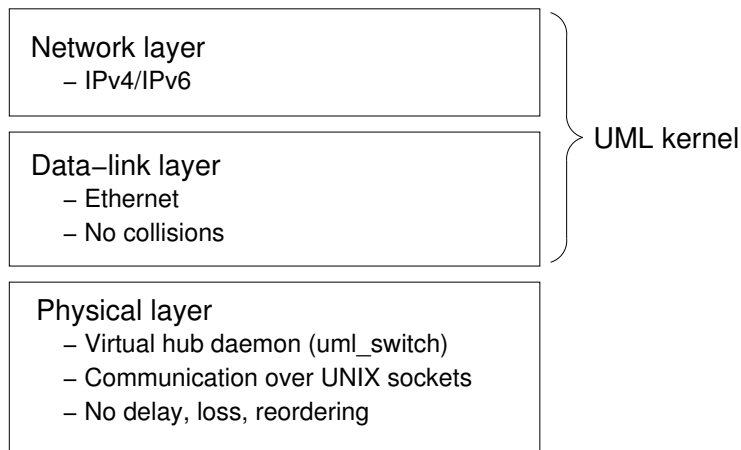 Network layer
– IPv4/IPv6
UML kernel
Data–link layer
– Ethernet
– No collisions
Physical layer
– Virtual hub daemon (uml_switch)
– Communication over UNIX sockets
– No delay, loss, reordering